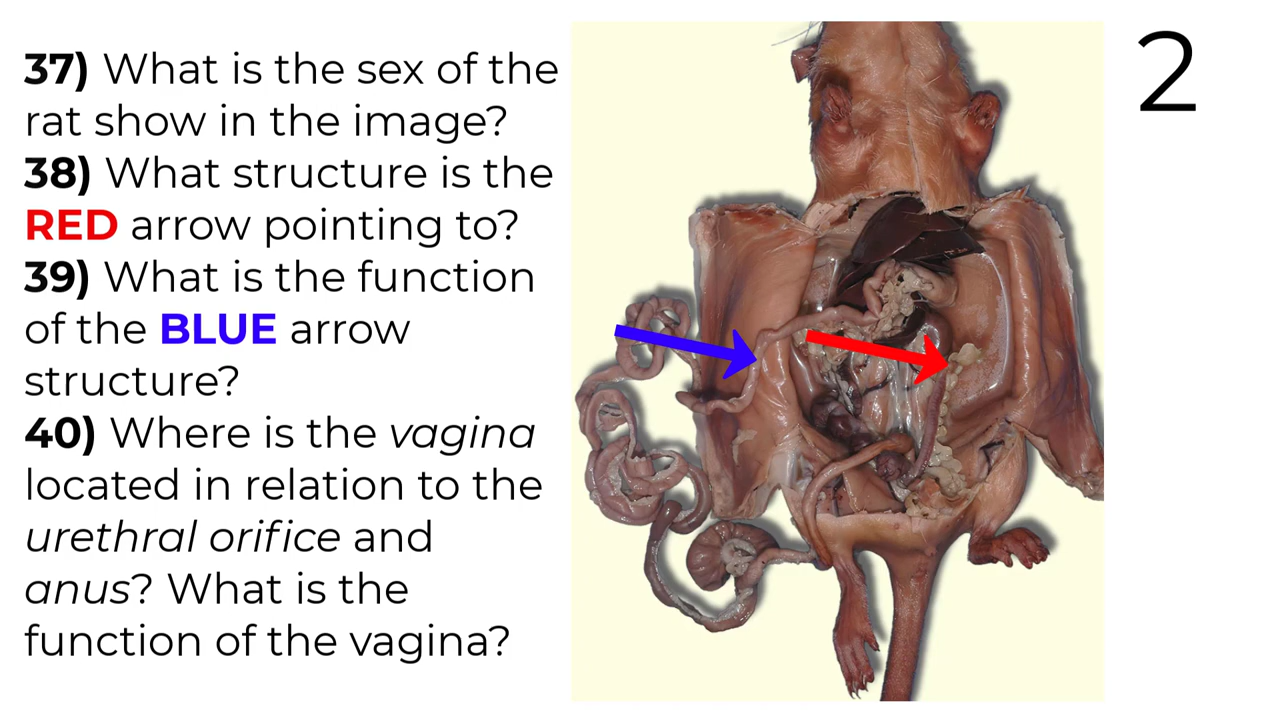 37) What is the sex of the
rat show in the image?
38) What structure is the
RED arrow pointing to?
39) What is the function
of the BLUE arrow
structure?
40) Where is the vagina
located in relation to the
urethral orifice and
anus? What is the
function of the vagina?
2